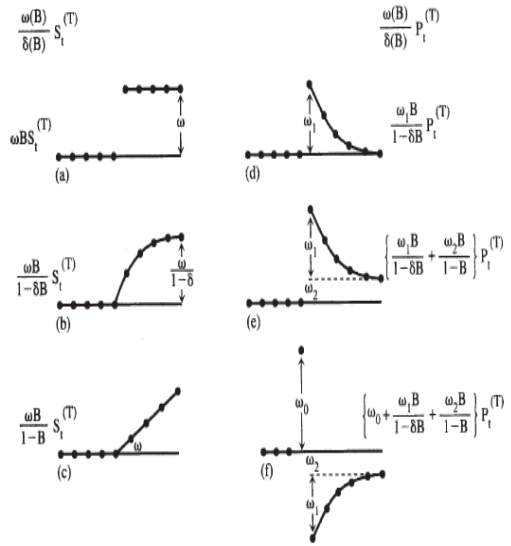 ω(B)/δ(B) S_t^(T)
ωBS_t^(T)
ω
(a)
ωB/(1−δB) S_t^(T)
ω/(1−δ)
(b)
ωB/(1−B) S_t^(T)
ω
(c)
ω(B)/δ(B) P_t^(T)
ω_1
ω_1B/(1−δB) P_t^(T)
(d)
ω_1
{ω_1B/(1−δB) + ω_2B/(1−B)} P_t^(T)
ω_2
(e)
ω_0
{ω_0 + ω_1B/(1−δB) + ω_2B/(1−B)} P_t^(T)
(f)
ω_2
ω_1